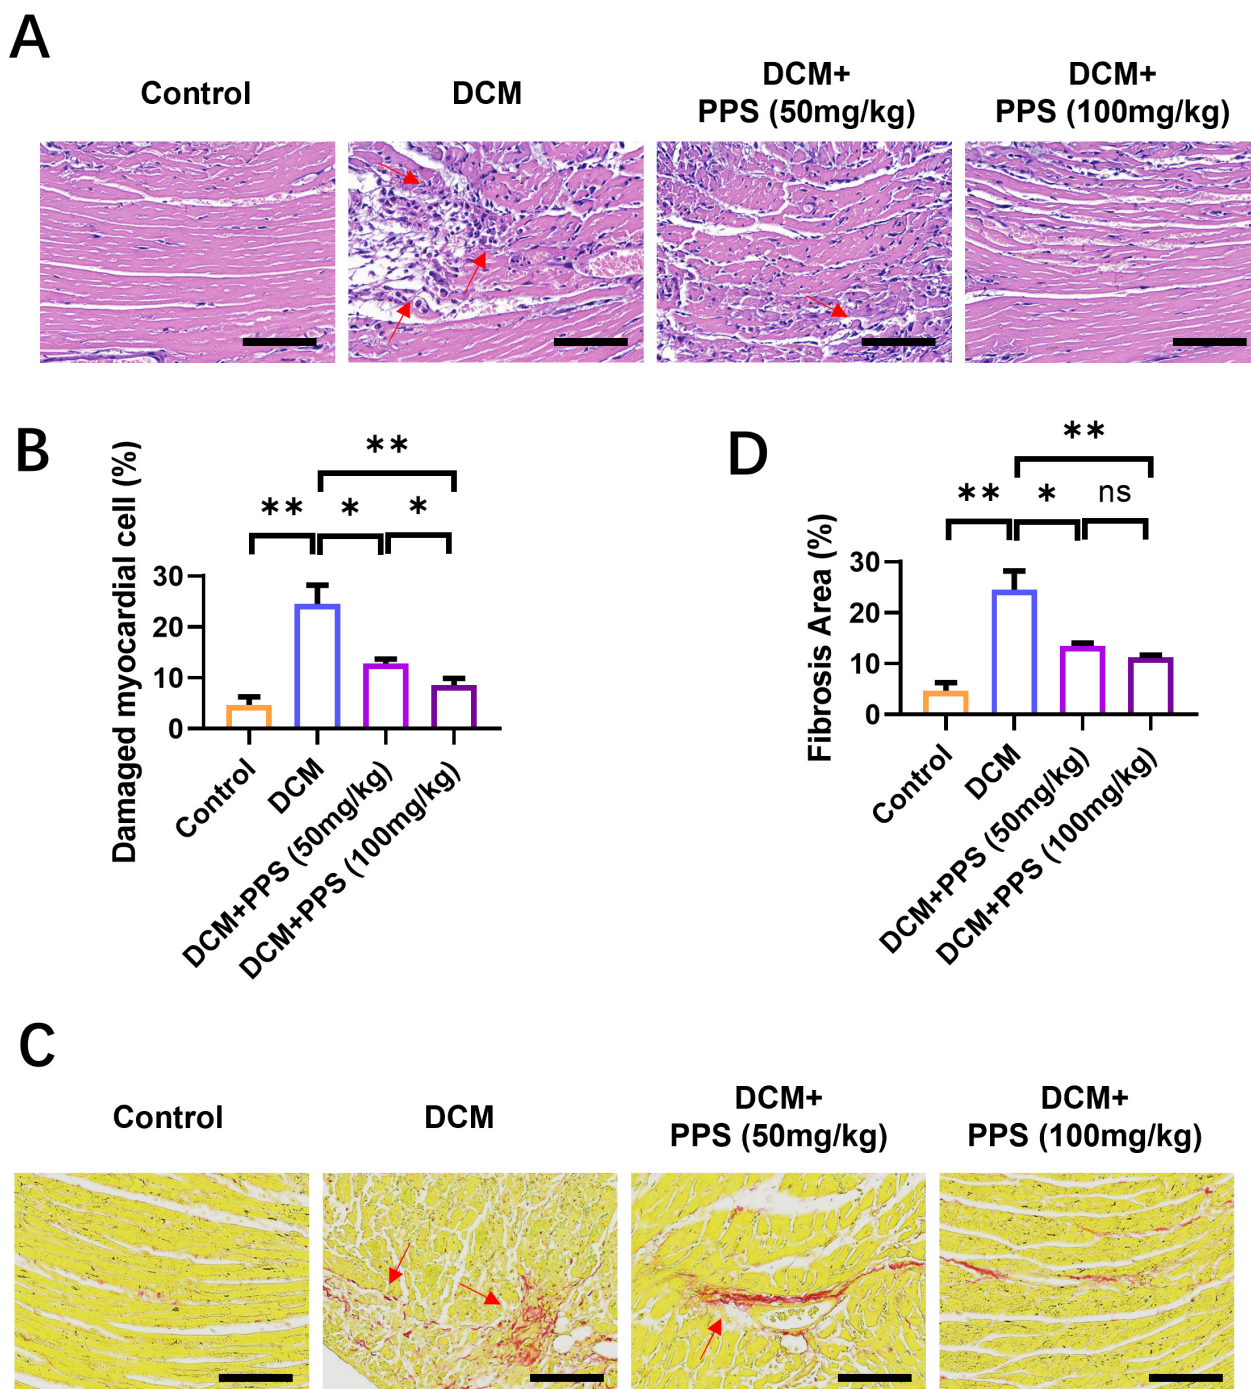 A
Control
DCM
DCM+
PPS (50mg/kg)
DCM+
PPS (100mg/kg)
B
Damaged myocardial cell (%)
**
** * *
30
20
10
0
Control
DCM
DCM+PPS (50mg/kg)
DCM+PPS (100mg/kg)
D
Fibrosis Area (%)
**
** * ns
30
20
10
0
Control
DCM
DCM+PPS (50mg/kg)
DCM+PPS (100mg/kg)
C
Control
DCM
DCM+
PPS (50mg/kg)
DCM+
PPS (100mg/kg)